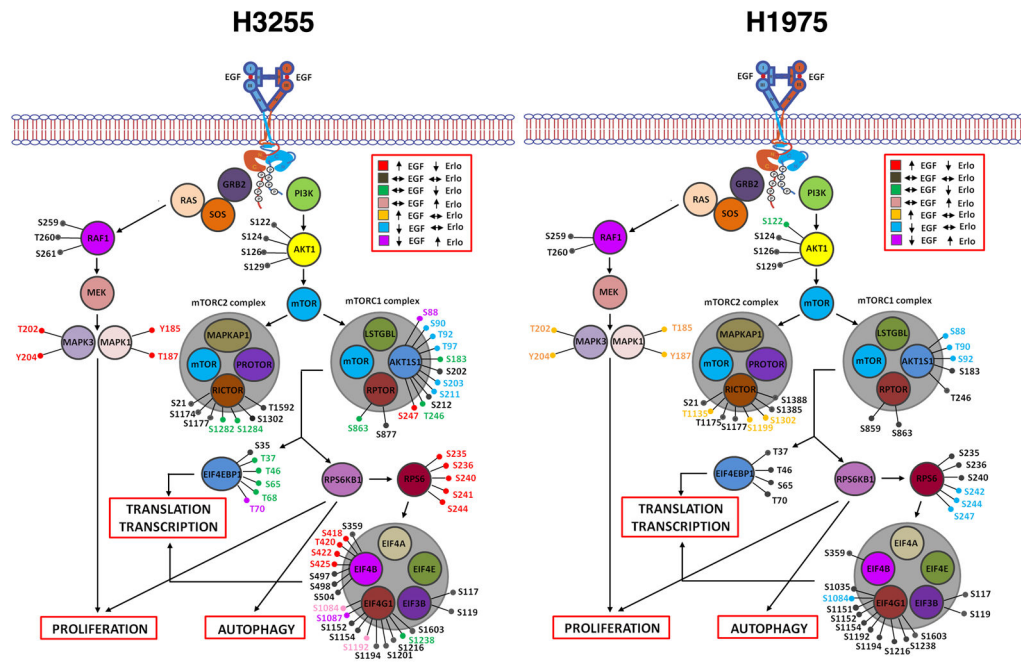 H3255
EGF
EGF
EGF Erlo
EGF Erlo
EGF Erlo
EGF Erlo
EGF Erlo
EGF Erlo
EGF Erlo
RAS
GRB2
SOS
PI3K
S259
T260
S261
RAF1
S122
S124
S126
S129
AKT1
MEK
mTOR
mTORC2 complex
mTORC1 complex
T202
Y204
MAPK3
MAPK1
Y185
T187
MAPKAP1
mTOR
PROTOR
RICTOR
S21
S1174
S1177
S1282
S1284
S1302
T1592
LSTGBL
mTOR
AKT1S1
RPTOR
S88
S90
T92
T97
S183
S202
S203
S211
S212
T246
S247
S863
S877
EIF4EBP1
S35
T37
T46
S65
T68
T70
RPS6KB1
RPS6
S235
S236
S240
S241
S244
TRANSLATION
TRANSCRIPTION
S359
S418
T420
S422
S425
S497
S498
S504
EIF4A
EIF4B
EIF4E
EIF4G1
EIF3B
S117
S119
S1084
S1087
S1152
S1154
S1192
S1194
S1201
S1216
S1238
S1603
PROLIFERATION
AUTOPHAGY
H1975
EGF
EGF
EGF Erlo
EGF Erlo
EGF Erlo
EGF Erlo
EGF Erlo
EGF Erlo
EGF Erlo
RAS
GRB2
SOS
PI3K
S259
T260
RAF1
S122
S124
S126
S129
AKT1
MEK
mTOR
mTORC2 complex
mTORC1 complex
T202
Y204
MAPK3
MAPK1
T185
Y187
MAPKAP1
mTOR
PROTOR
RICTOR
S21
T1135
T1175
S1177
S1199
S1302
S1385
S1388
LSTGBL
mTOR
AKT1S1
RPTOR
S88
T90
S92
S183
T246
S859
S863
EIF4EBP1
T37
T46
S65
T70
RPS6KB1
RPS6
S235
S236
S240
S242
S244
S247
TRANSLATION
TRANSCRIPTION
S359
EIF4A
EIF4B
EIF4E
EIF4G1
EIF3B
S117
S119
S1035
S1084
S1151
S1152
S1154
S1192
S1194
S1216
S1238
S1603
PROLIFERATION
AUTOPHAGY